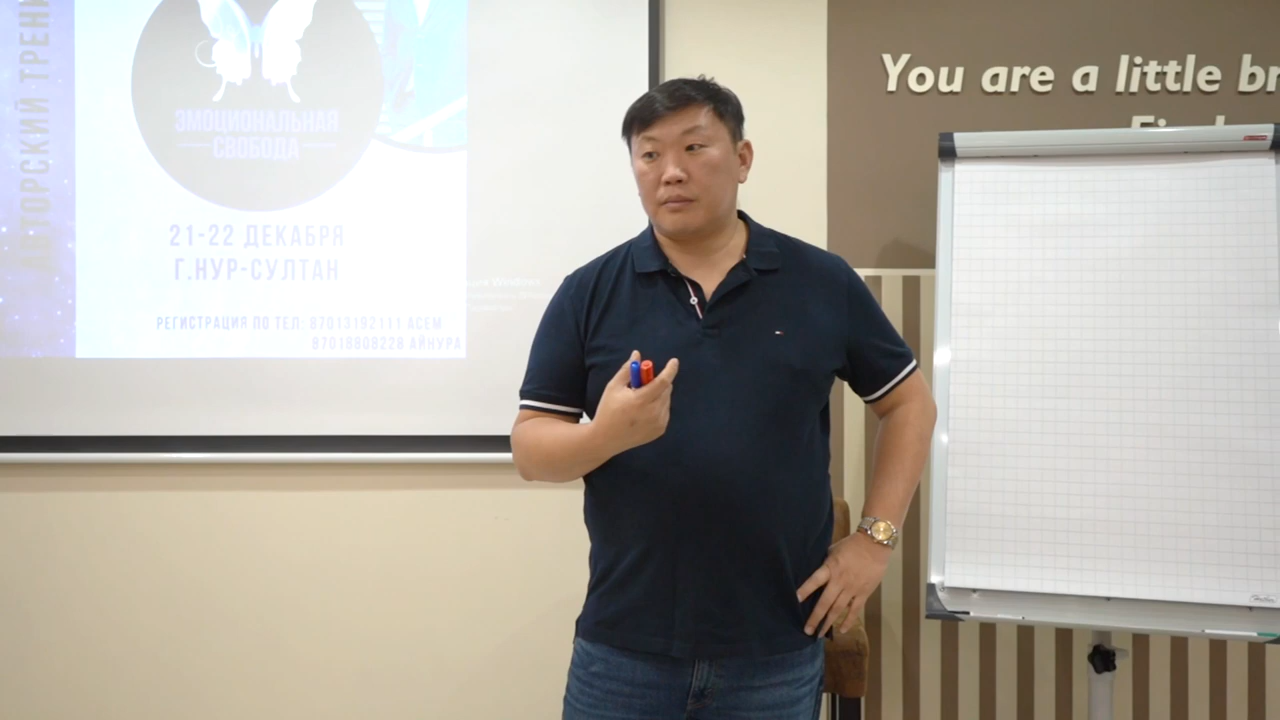 АВТОРСКИЙ ТРЕНИ
ЭМОЦИОНАЛЬНАЯ
СВОБОДА
21-22 ДЕКАБРЯ
Г.НУР-СУЛТАН
РЕГИСТРАЦИЯ ПО ТЕЛ: 87013192111 АСЕМ
87018808228 АЙНУРА
You are a little br